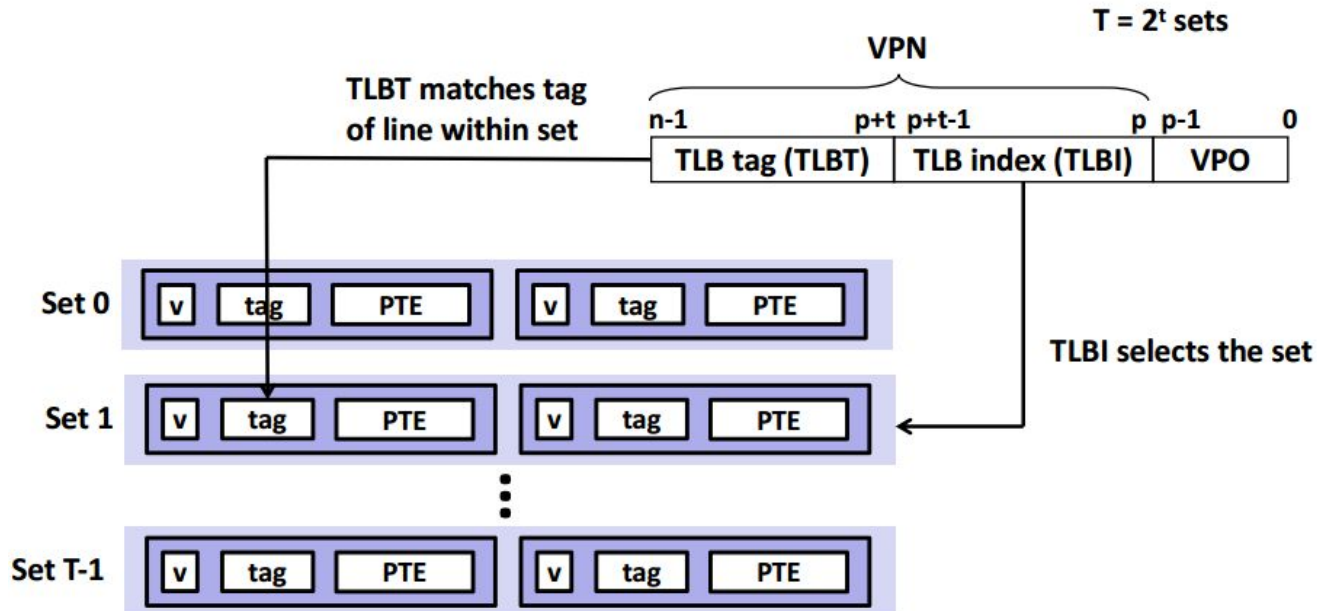 T = 2ᵗ sets
VPN
TLBT matches tag
of line within set
n-1 p+t p+t-1 p p-1 0
TLB tag (TLBT) TLB index (TLBI) VPO
Set 0 v tag PTE v tag PTE
TLBI selects the set
Set 1 v tag PTE v tag PTE
Set T-1 v tag PTE v tag PTE